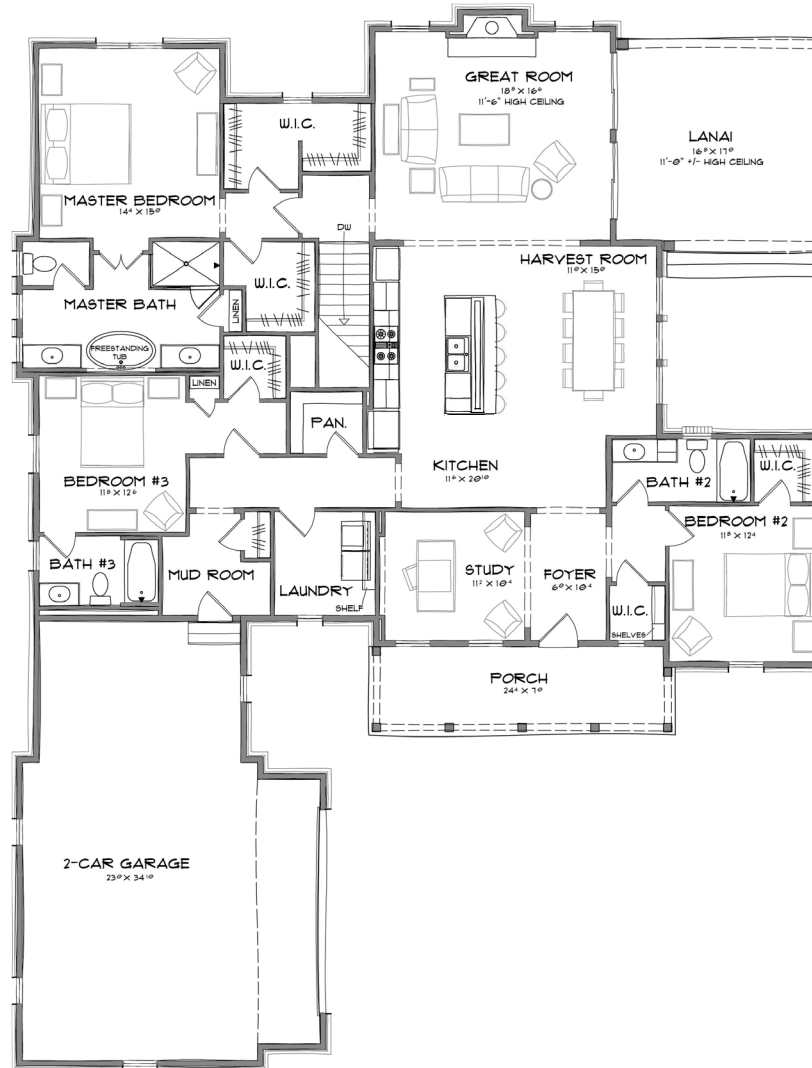 GREAT ROOM
18⁸ X 16⁶
11'-6" HIGH CEILING
W.I.C.
LANAI
16⁸ X 17⁰
11'-0" +/- HIGH CEILING
MASTER BEDROOM
14⁴ X 15⁰
DW
HARVEST ROOM
11⁰ X 15⁰
W.I.C.
MASTER BATH
LINEN
FREESTANDING
TUB
W.I.C.
LINEN
PAN.
KITCHEN
11⁶ X 20¹⁰
BEDROOM #3
11⁸ X 12⁶
BATH #2
W.I.C.
BEDROOM #2
11⁸ X 12⁴
BATH #3
MUD ROOM
LAUNDRY
SHELF
STUDY
11² X 10⁴
FOYER
6⁰ X 10⁴
W.I.C.
SHELVES
PORCH
24⁴ X 7⁰
2-CAR GARAGE
23⁰ X 34¹⁰